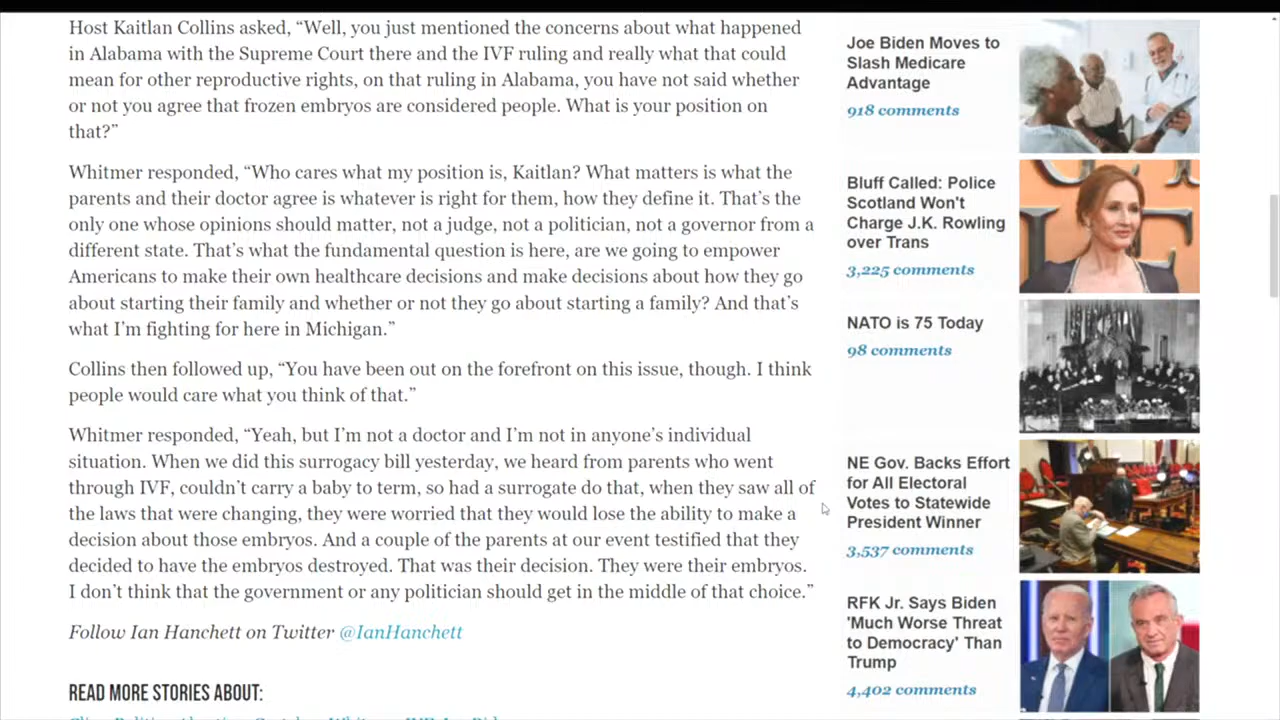 Host Kaitlan Collins asked, “Well, you just mentioned the concerns about what happened
in Alabama with the Supreme Court there and the IVF ruling and really what that could
mean for other reproductive rights, on that ruling in Alabama, you have not said whether
or not you agree that frozen embryos are considered people. What is your position on
that?”
Whitmer responded, “Who cares what my position is, Kaitlan? What matters is what the
parents and their doctor agree is whatever is right for them, how they define it. That’s the
only one whose opinions should matter, not a judge, not a politician, not a governor from a
different state. That’s what the fundamental question is here, are we going to empower
Americans to make their own healthcare decisions and make decisions about how they go
about starting their family and whether or not they go about starting a family? And that’s
what I’m fighting for here in Michigan.”
Collins then followed up, “You have been out on the forefront on this issue, though. I think
people would care what you think of that.”
Whitmer responded, “Yeah, but I’m not a doctor and I’m not in anyone’s individual
situation. When we did this surrogacy bill yesterday, we heard from parents who went
through IVF, couldn’t carry a baby to term, so had a surrogate do that, when they saw all of
the laws that were changing, they were worried that they would lose the ability to make a
decision about those embryos. And a couple of the parents at our event testified that they
decided to have the embryos destroyed. That was their decision. They were their embryos.
I don’t think that the government or any politician should get in the middle of that choice.”
Follow Ian Hanchett on Twitter @IanHanchett
READ MORE STORIES ABOUT:
Joe Biden Moves to
Slash Medicare
Advantage
918 comments
Bluff Called: Police
Scotland Won't
Charge J.K. Rowling
over Trans
3,225 comments
NATO is 75 Today
98 comments
NE Gov. Backs Effort
for All Electoral
Votes to Statewide
President Winner
3,537 comments
RFK Jr. Says Biden
'Much Worse Threat
to Democracy' Than
Trump
4,402 comments